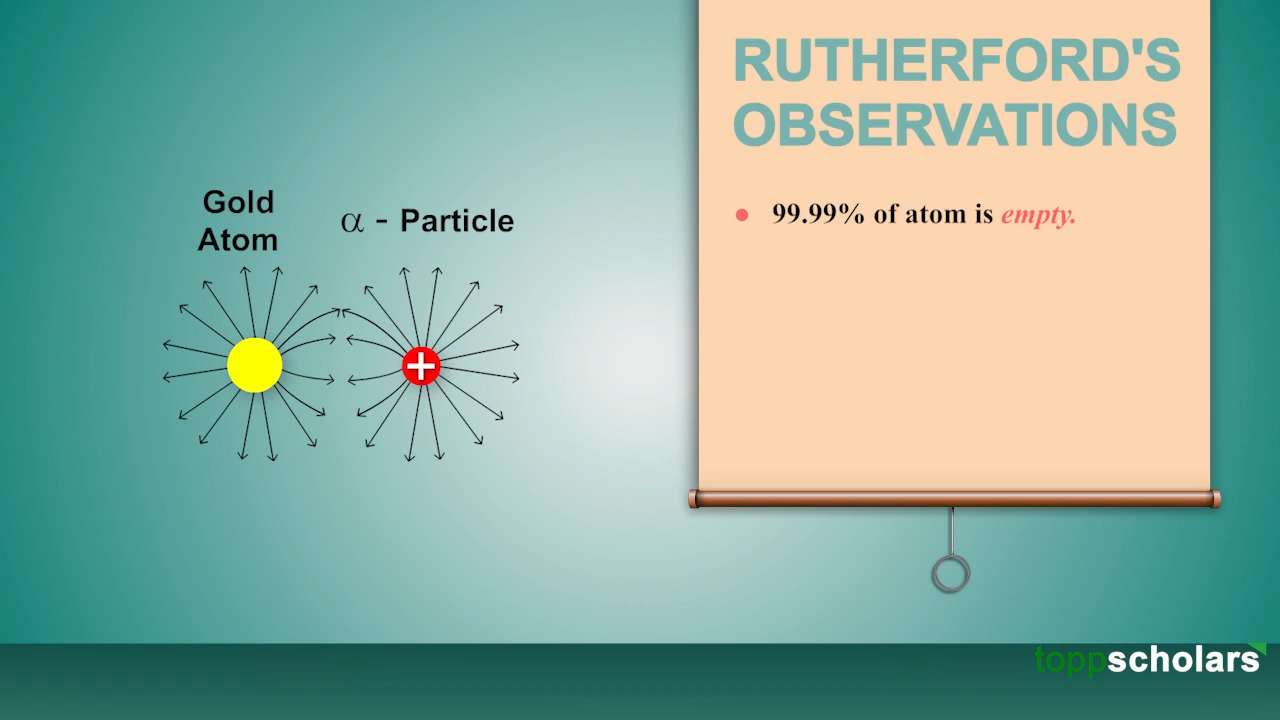 RUTHERFORD'S
OBSERVATIONS
Gold
Atom
α - Particle
+
• 99.99% of atom is empty.
toppscholars